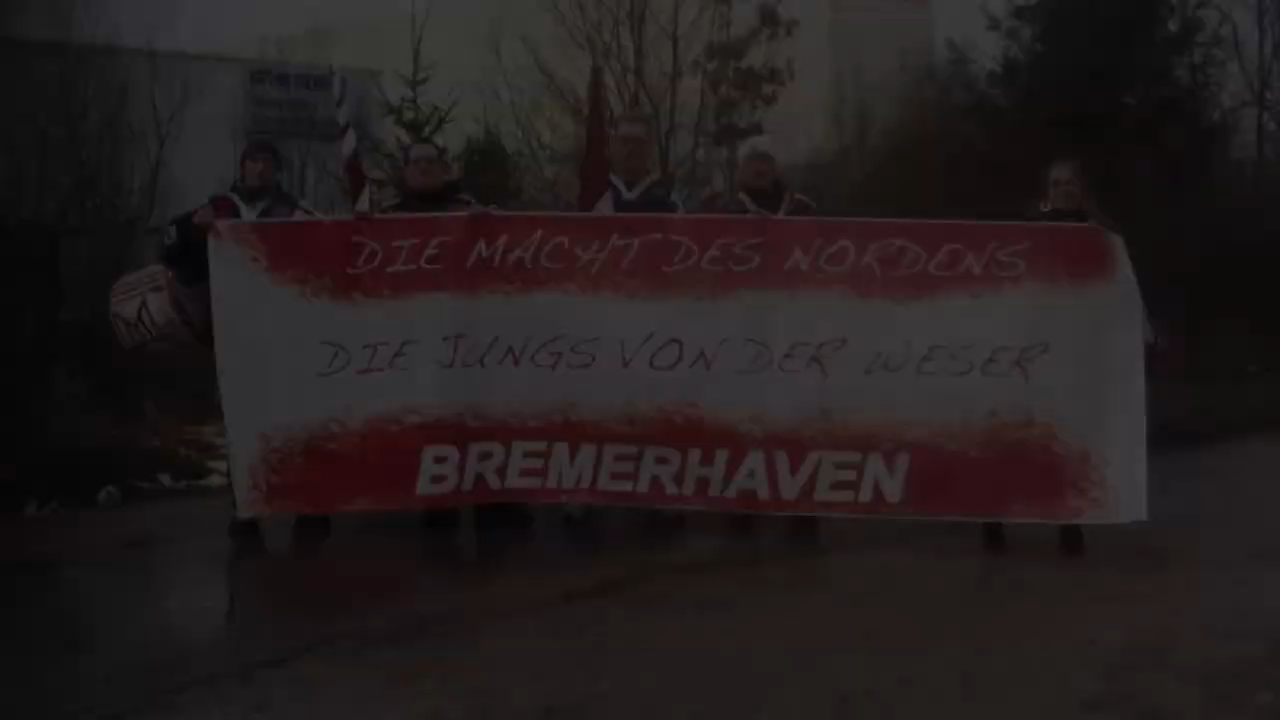 DIE MACHT DES NORDENS
DIE JUNGS VON DER WESER
BREMERHAVEN